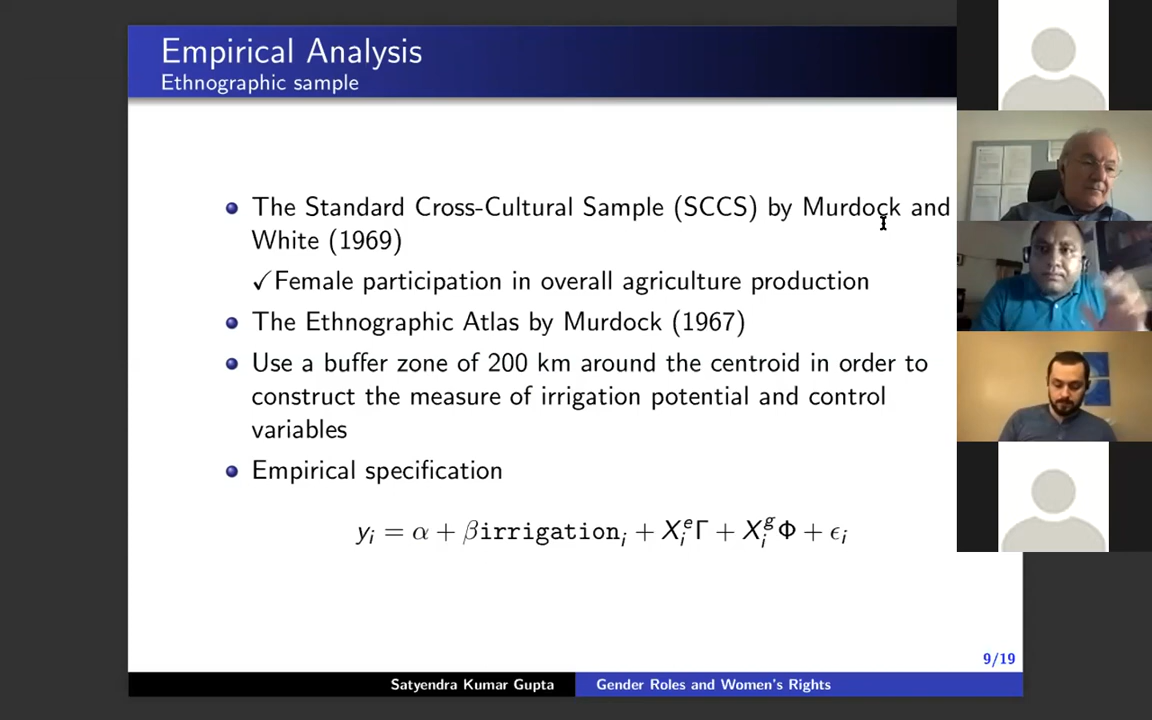 Empirical Analysis
Ethnographic sample
The Standard Cross-Cultural Sample (SCCS) by Murdock and
White (1969)
✓Female participation in overall agriculture production
The Ethnographic Atlas by Murdock (1967)
Use a buffer zone of 200 km around the centroid in order to
construct the measure of irrigation potential and control
variables
Empirical specification
yᵢ = α + βirrigationᵢ + Xᵢᵉ Γ + Xᵢᵍ Φ + ϵᵢ
9/19
Satyendra Kumar Gupta Gender Roles and Women's Rights